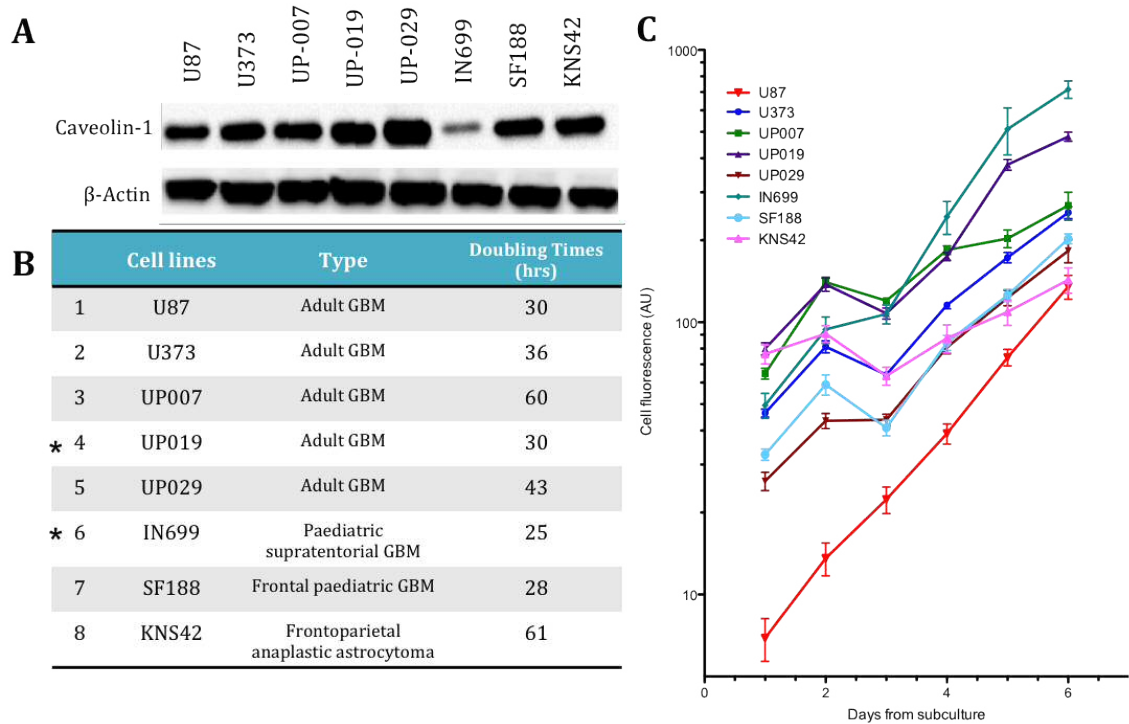 A
U87
U373
UP-007
UP-019
UP-029
IN699
SF188
KNS42
Caveolin-1
β-Actin
B
Cell lines Type Doubling Times
(hrs)
1 U87 Adult GBM 30
2 U373 Adult GBM 36
3 UP007 Adult GBM 60
* 4 UP019 Adult GBM 30
5 UP029 Adult GBM 43
* 6 IN699 Paediatric 25
supratentorial GBM
7 SF188 Frontal paediatric GBM 28
8 KNS42 Frontoparietal 61
anaplastic astrocytoma
C
1000
U87
U373
UP007
UP019
UP029
IN699
SF188
KNS42
Cell fluorescence (AU)
100
10
0 2 4 6
Days from subculture